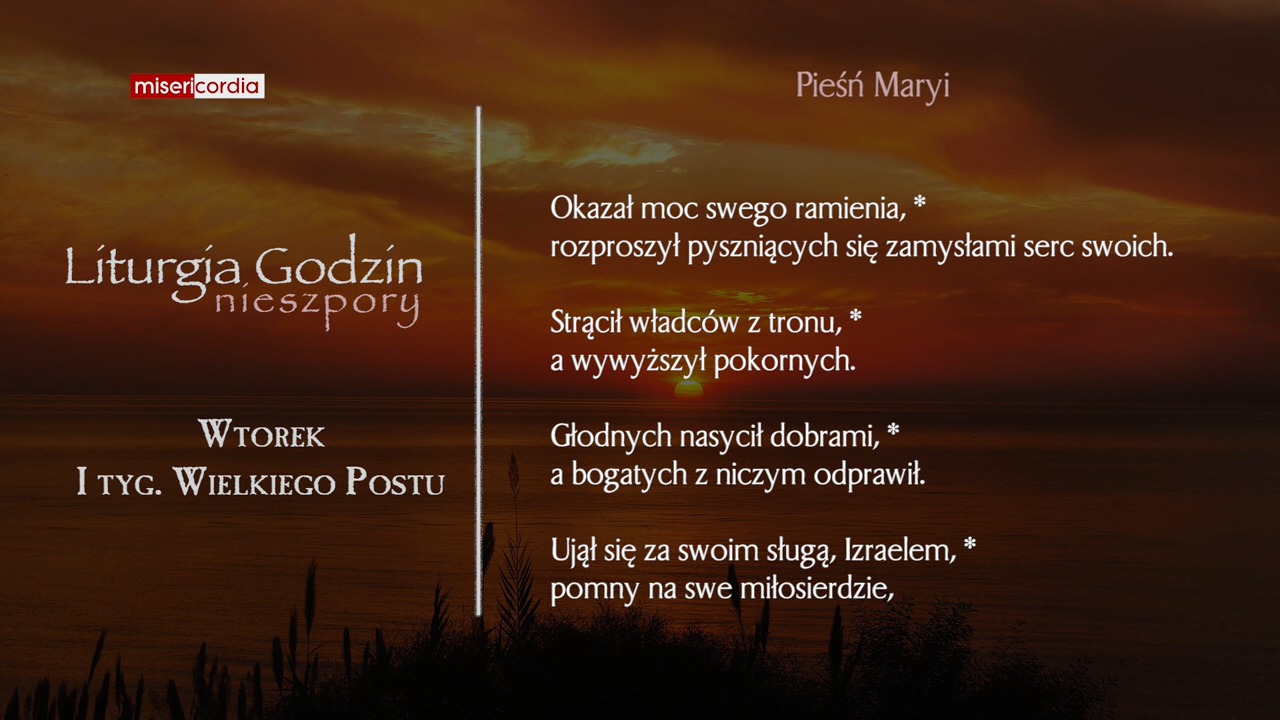 misericordia
Pieśń Maryi
Liturgia Godzin
nieszpory
Wtorek
I tyg. Wielkiego Postu
Okazał moc swego ramienia, *
rozproszył pyszniących się zamysłami serc swoich.
Strącił władców z tronu, *
a wywyższył pokornych.
Głodnych nasycił dobrami, *
a bogatych z niczym odprawił.
Ujął się za swoim sługą, Izraelem, *
pomny na swe miłosierdzie,